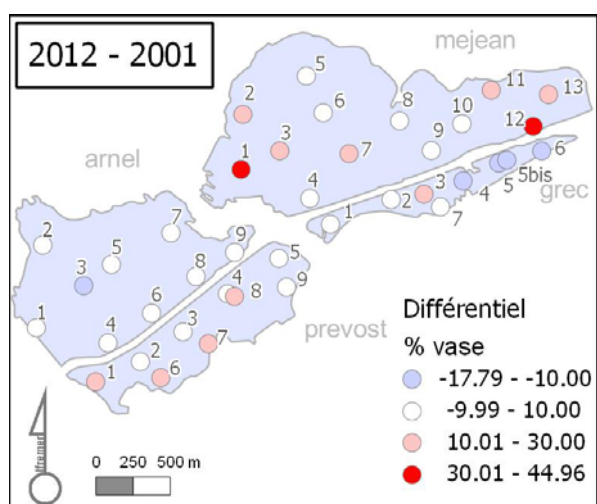 2012 - 2001
mejean
5
11
13
2
6
8
10
12
3
7
9
1
arnel
4
3
6
2
5bis
4
5
grec
1
7
7
2
5
9
5
3
8
4
9
6
8
1
3
prevost
4
7
2
1
6
Différentiel
% vase
-17.79 - -10.00
-9.99 - 10.00
10.01 - 30.00
30.01 - 44.96
Ifremer
0 250 500 m